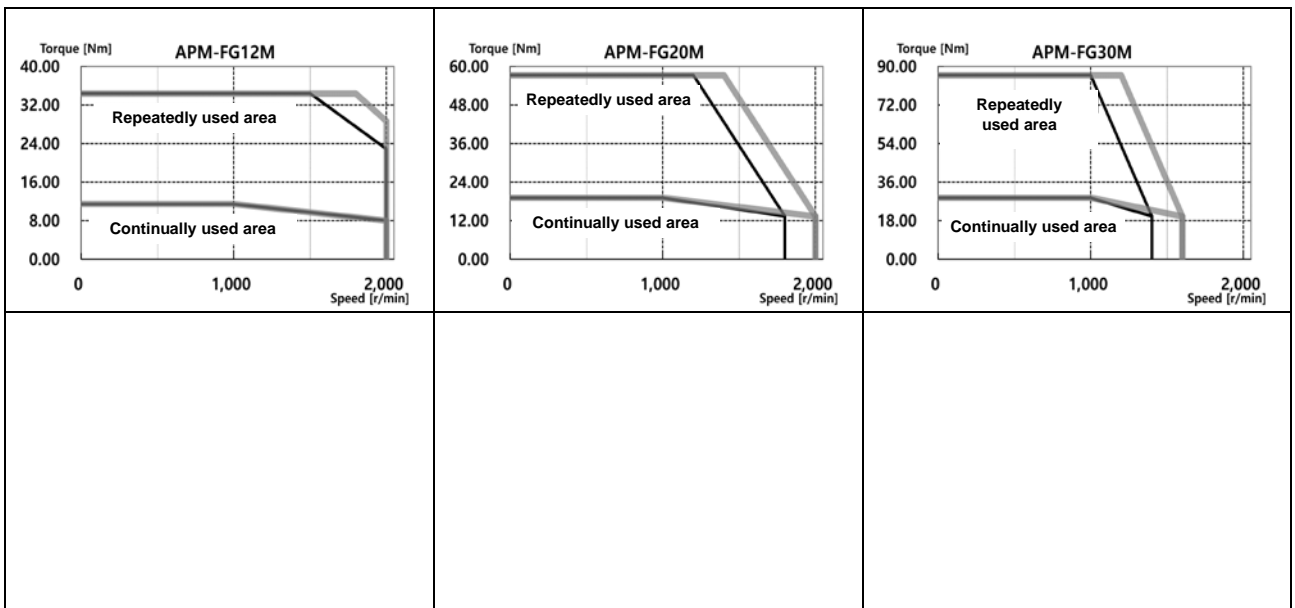 Torque [Nm] APM-FG12M
40.00
32.00
Repeatedly used area
24.00
16.00
8.00
Continually used area
0.00
0 1,000 2,000
Speed [r/min]
Torque [Nm] APM-FG20M
60.00
48.00
Repeatedly used area
36.00
24.00
12.00
Continually used area
0.00
0 1,000 2,000
Speed [r/min]
Torque [Nm] APM-FG30M
90.00
72.00
Repeatedly
used area
54.00
36.00
18.00
Continually used area
0.00
0 1,000 2,000
Speed [r/min]